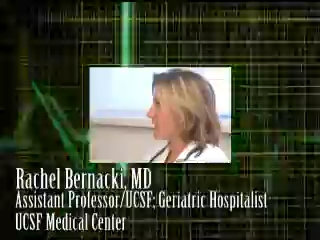 Rachel Bernacki, MD
Assistant Professor/UCSF; Geriatric Hospitalist
UCSF Medical Center